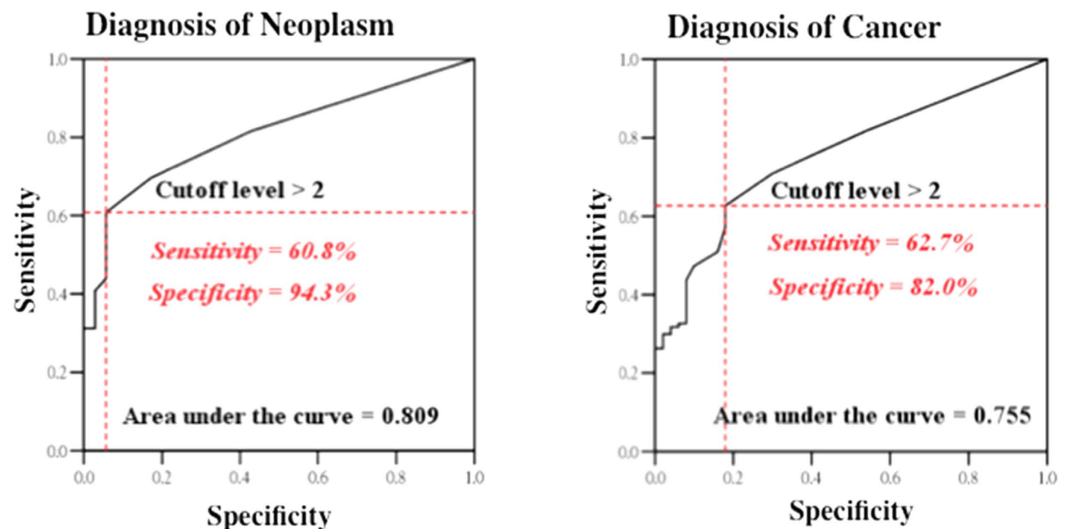 Diagnosis of Neoplasm
1.0
0.8
0.6
0.4
0.2
0.0
0.0 0.2 0.4 0.6 0.8 1.0
Sensitivity
Specificity
Cutoff level > 2
Sensitivity = 60.8%
Specificity = 94.3%
Area under the curve = 0.809
Diagnosis of Cancer
1.0
0.8
0.6
0.4
0.2
0.0
0.0 0.2 0.4 0.6 0.8 1.0
Sensitivity
Specificity
Cutoff level > 2
Sensitivity = 62.7%
Specificity = 82.0%
Area under the curve = 0.755